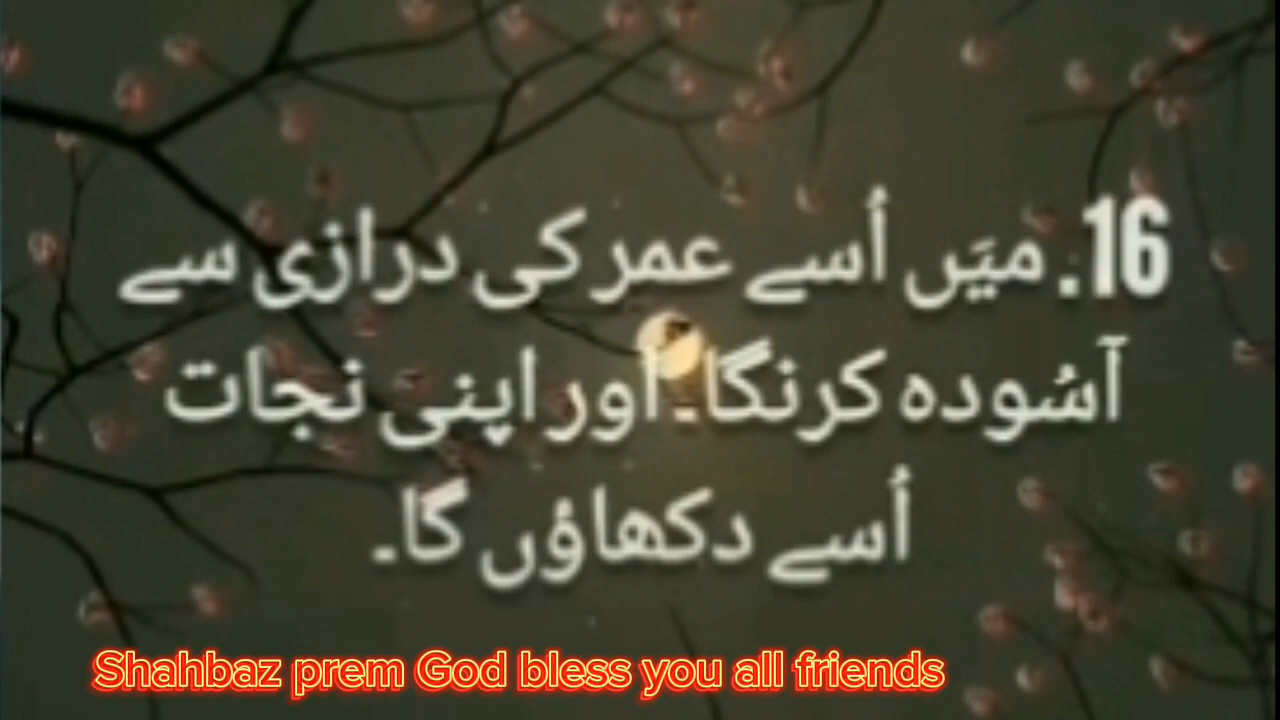 16. میَں اُسے عمر کی درازی سے
آسُودہ کرنگا۔ اور اپنی نجات
اُسے دکھاؤں گا۔
Shahbaz prem God bless you all friends